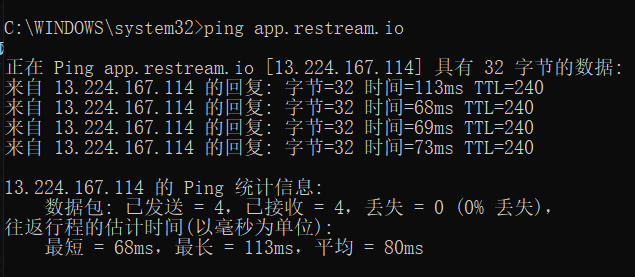 C:\WINDOWS\system32>ping app.restream.io
正在 Ping app.restream.io [13.224.167.114] 具有 32 字节的数据:
来自 13.224.167.114 的回复: 字节=32 时间=113ms TTL=240
来自 13.224.167.114 的回复: 字节=32 时间=68ms TTL=240
来自 13.224.167.114 的回复: 字节=32 时间=69ms TTL=240
来自 13.224.167.114 的回复: 字节=32 时间=73ms TTL=240
13.224.167.114 的 Ping 统计信息:
数据包: 已发送 = 4，已接收 = 4，丢失 = 0 (0% 丢失)，
往返行程的估计时间(以毫秒为单位):
最短 = 68ms，最长 = 113ms，平均 = 80ms